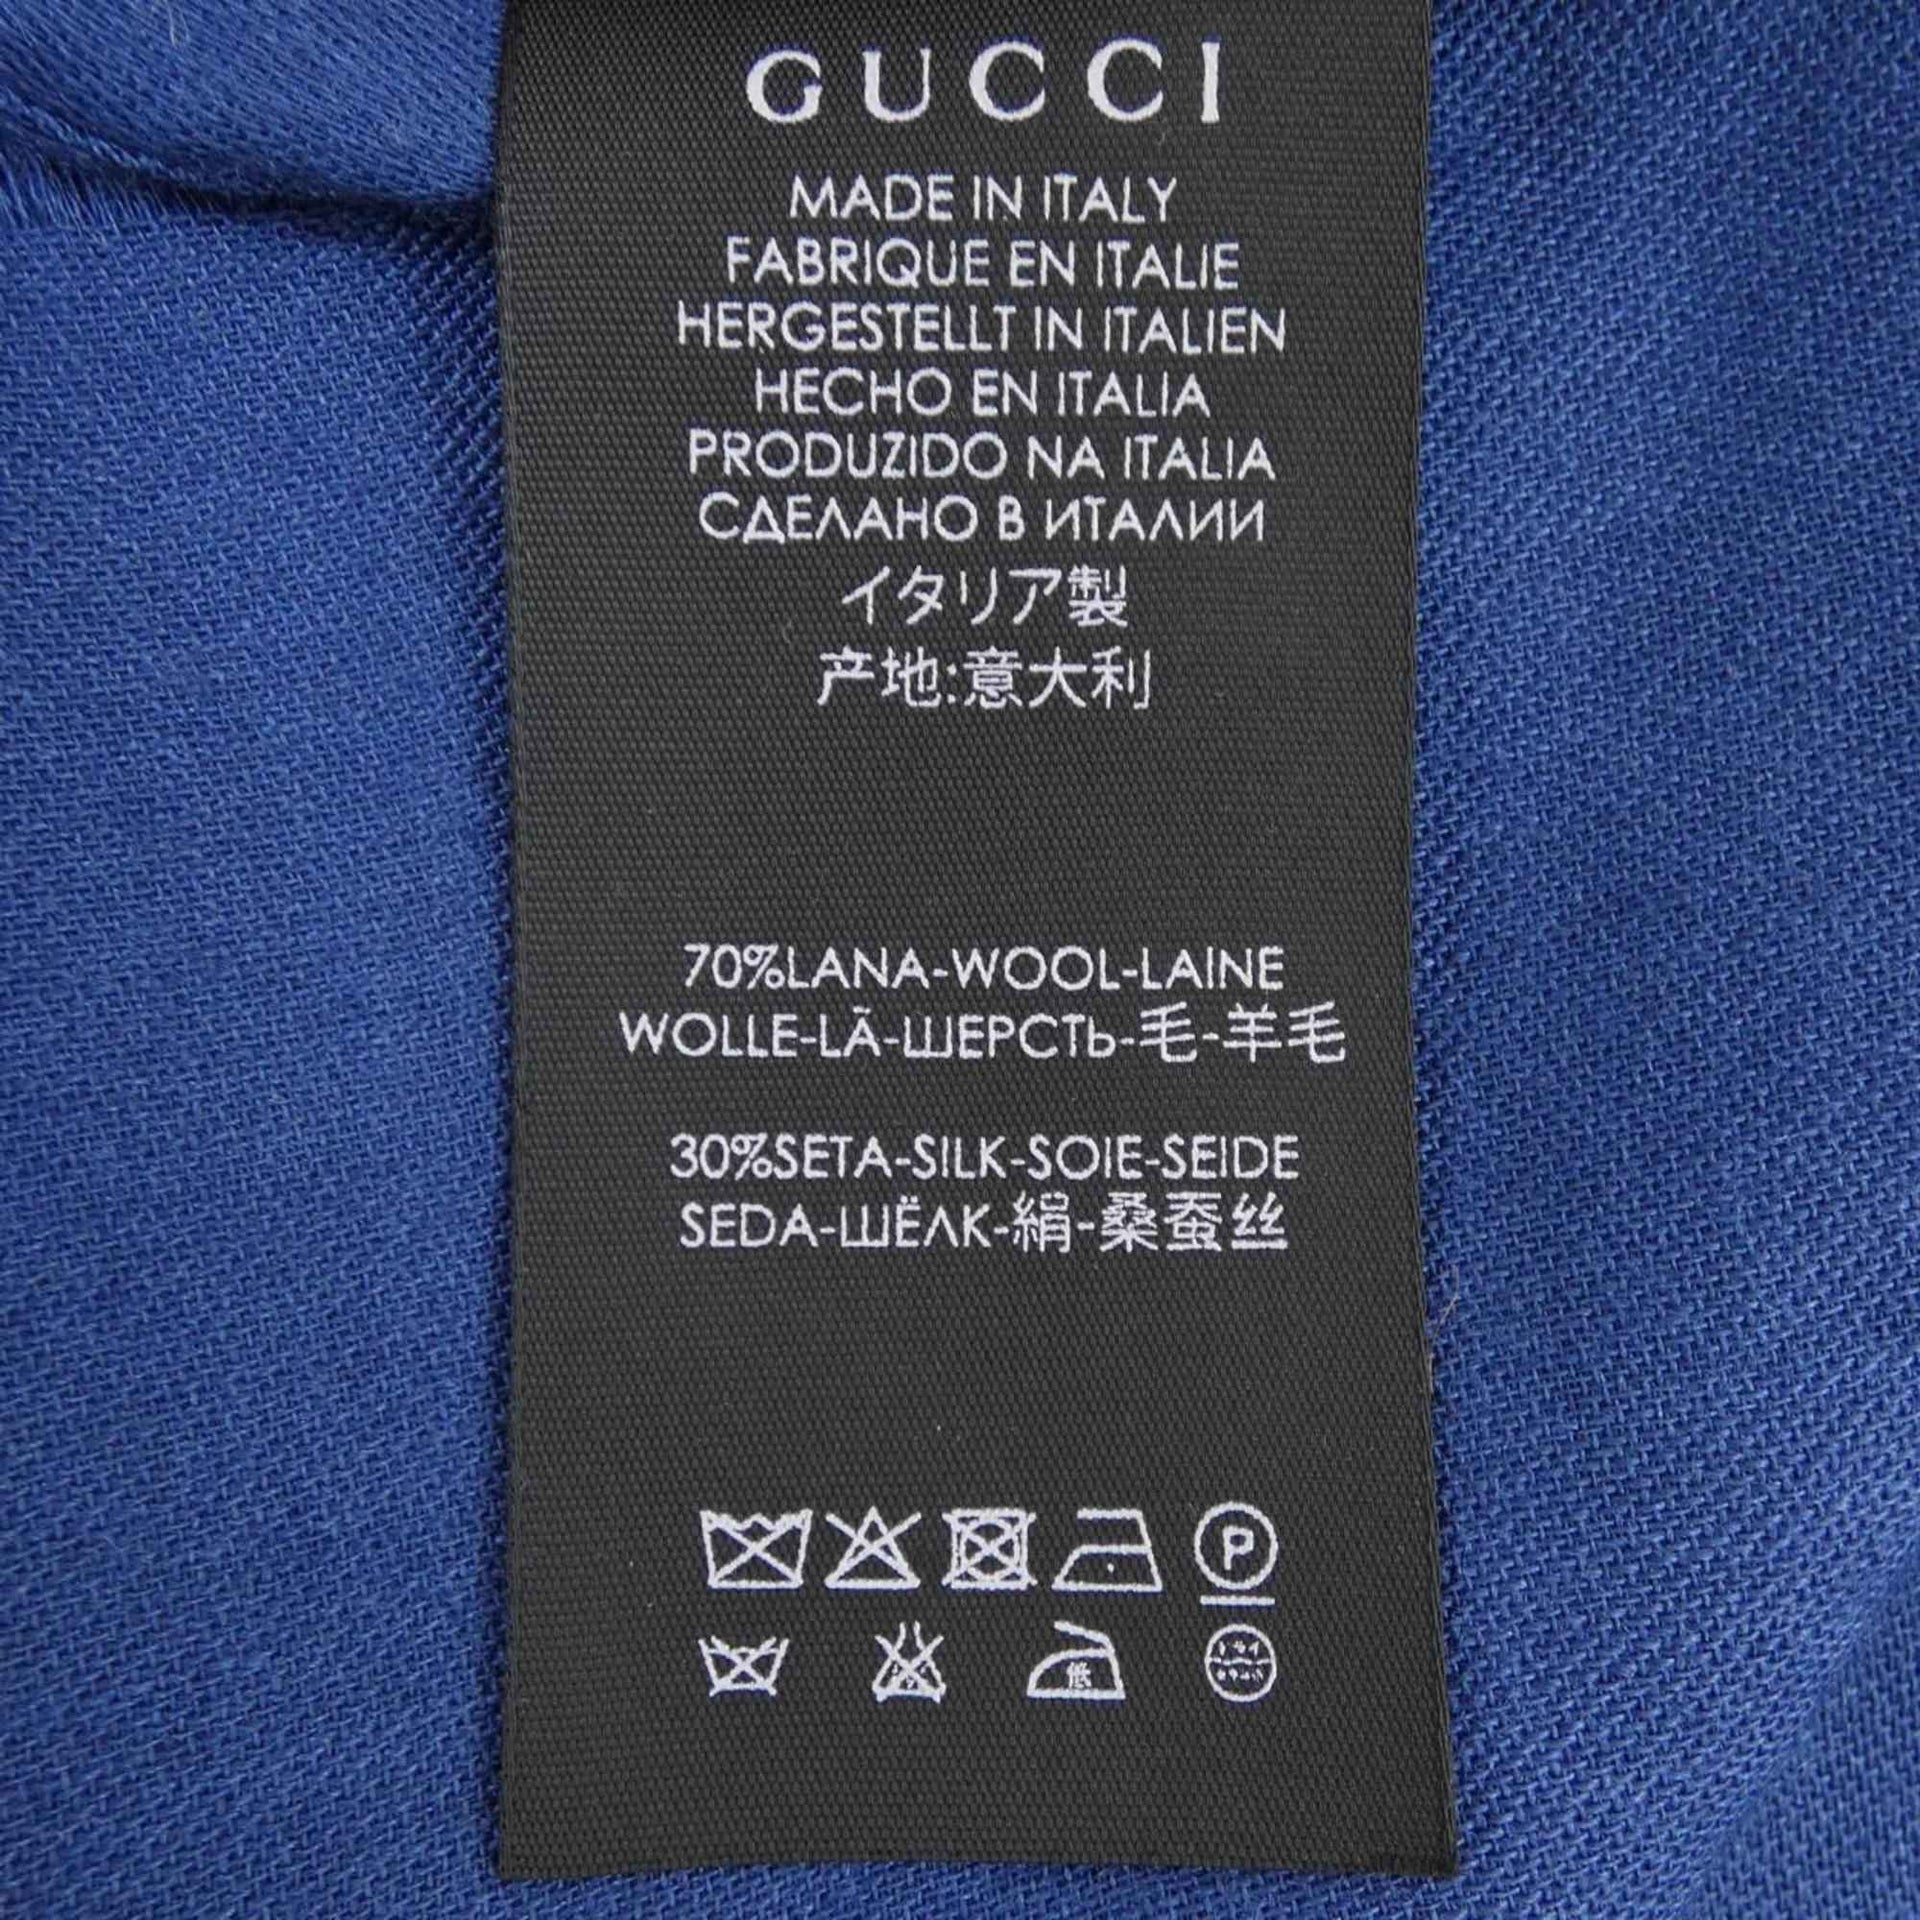 GUCCI
MADE IN ITALY
FABRIQUE EN ITALIE
HERGESTELLT IN ITALIEN
HECHO EN ITALIA
PRODUZIDO NA ITALIA
СДЕЛАНО В ИТАЛИИ
イタリア製
产地:意大利
70%LANA-WOOL-LAINE
WOLLE-LÃ-ШЕРСТЬ-毛-羊毛
30%SETA-SILK-SOIE-SEIDE
SEDA-ШЁЛК-絹-桑蚕丝
P
低